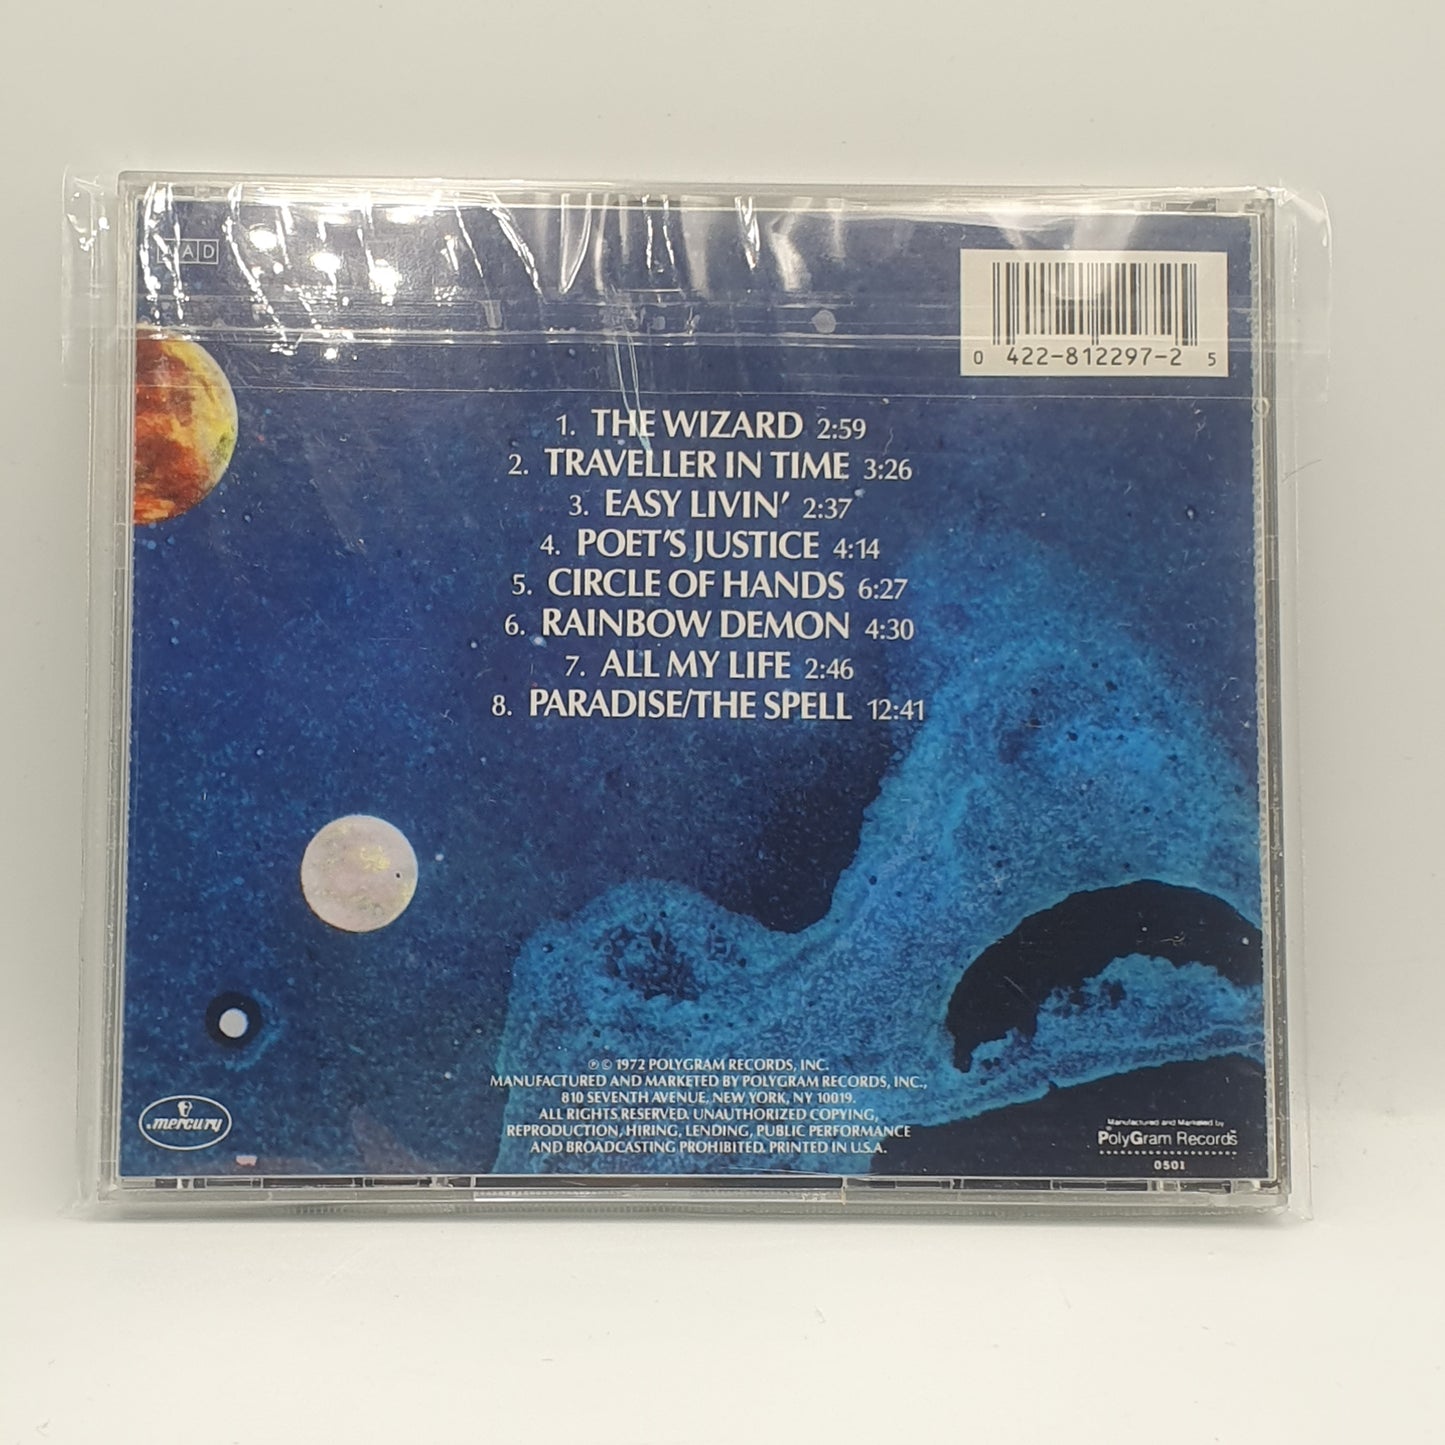 AAD
0 422-812297-2 5
1. THE WIZARD 2:59
2. TRAVELLER IN TIME 3:26
3. EASY LIVIN' 2:37
4. POET'S JUSTICE 4:14
5. CIRCLE OF HANDS 6:27
6. RAINBOW DEMON 4:30
7. ALL MY LIFE 2:46
8. PARADISE/THE SPELL 12:41
℗ © 1972 POLYGRAM RECORDS, INC.
MANUFACTURED AND MARKETED BY POLYGRAM RECORDS, INC.,
810 SEVENTH AVENUE, NEW YORK, NY 10019.
ALL RIGHTS RESERVED. UNAUTHORIZED COPYING,
REPRODUCTION, HIRING, LENDING, PUBLIC PERFORMANCE
AND BROADCASTING PROHIBITED. PRINTED IN U.S.A.
mercury
Manufactured and Marketed by
PolyGram Records™
0501